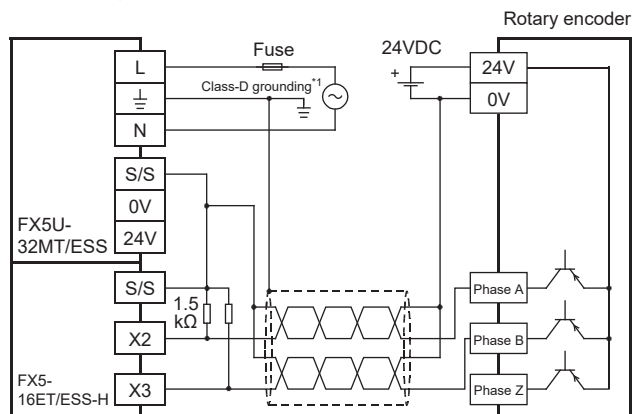 Rotary encoder
Fuse
24VDC
L
Class-D grounding*1
+
24V
0V
N
S/S
0V
24V
FX5U-
32MT/ESS
S/S
1.5
kΩ
X2
X3
FX5-
16ET/ESS-H
Phase A
Phase B
Phase Z